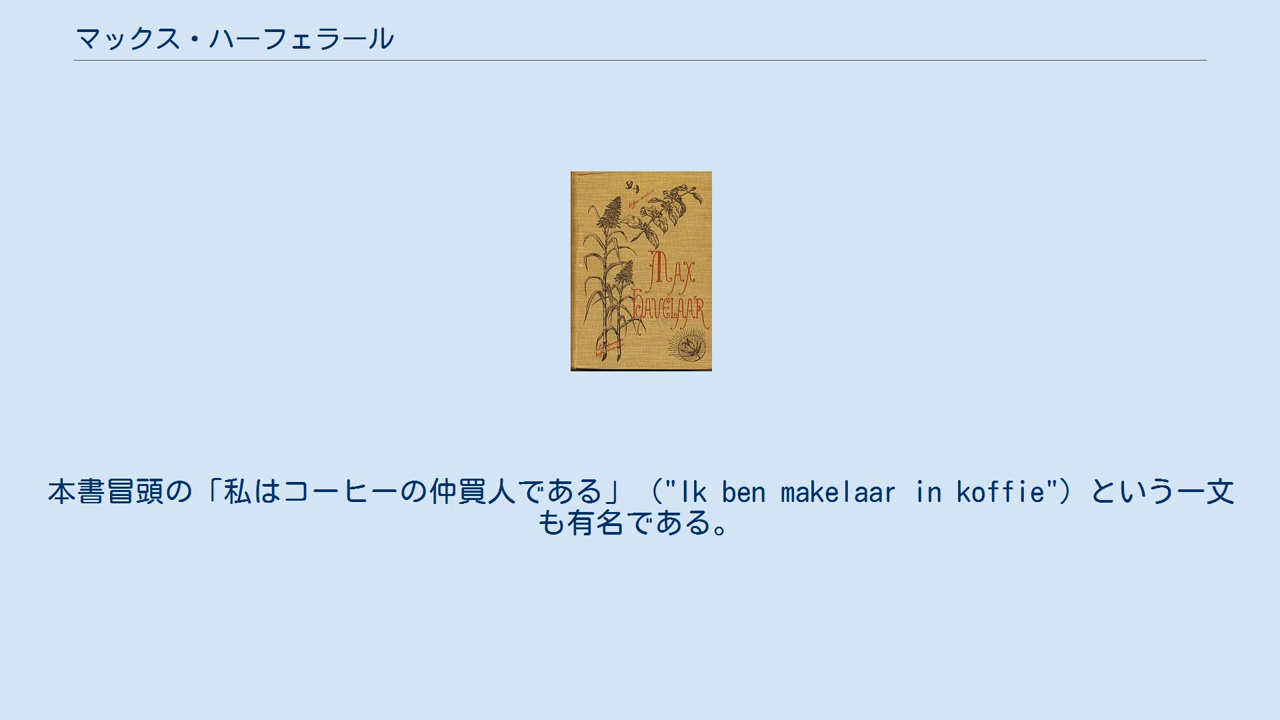 マックス・ハーフェラール
MAX
HAVELAAR
本書冒頭の「私はコーヒーの仲買人である」（"Ik ben makelaar in koffie"）という一文
も有名である。